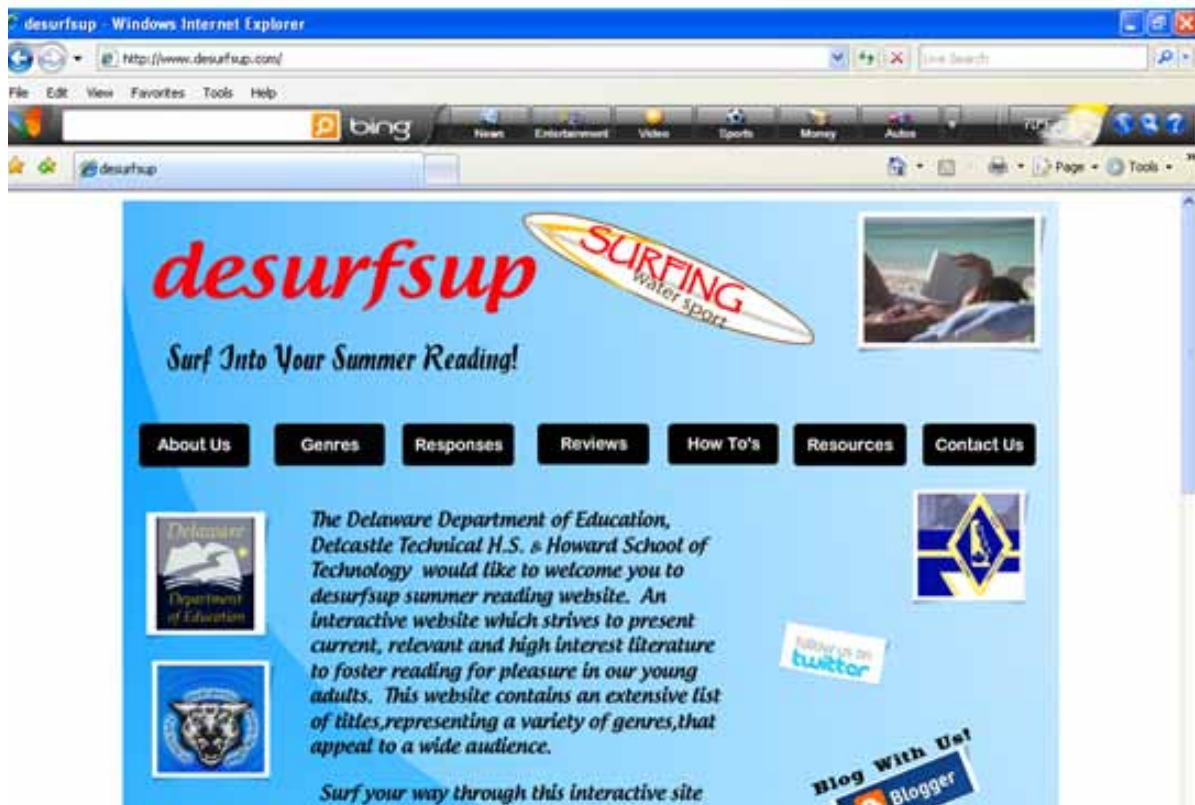 desurfsup - Windows Internet Explorer
http://www.desurfsup.com/
Live Search
File Edit View Favorites Tools Help
bing
News Entertainment Video Sports Money Autos
desurfsup
Page Tools
desurfsup
SURFING
water sport
Surf Into Your Summer Reading!
About Us Genres Responses Reviews How To's Resources Contact Us
Delaware
Department
of Education
The Delaware Department of Education,
Delcastle Technical H.S. & Howard School of
Technology would like to welcome you to
desurfsup summer reading website. An
interactive website which strives to present
current, relevant and high interest literature
to foster reading for pleasure in our young
adults. This website contains an extensive list
of titles,representing a variety of genres,that
appeal to a wide audience.
Surf your way through this interactive site
follow us on
twitter
Blog With Us!
Blogger